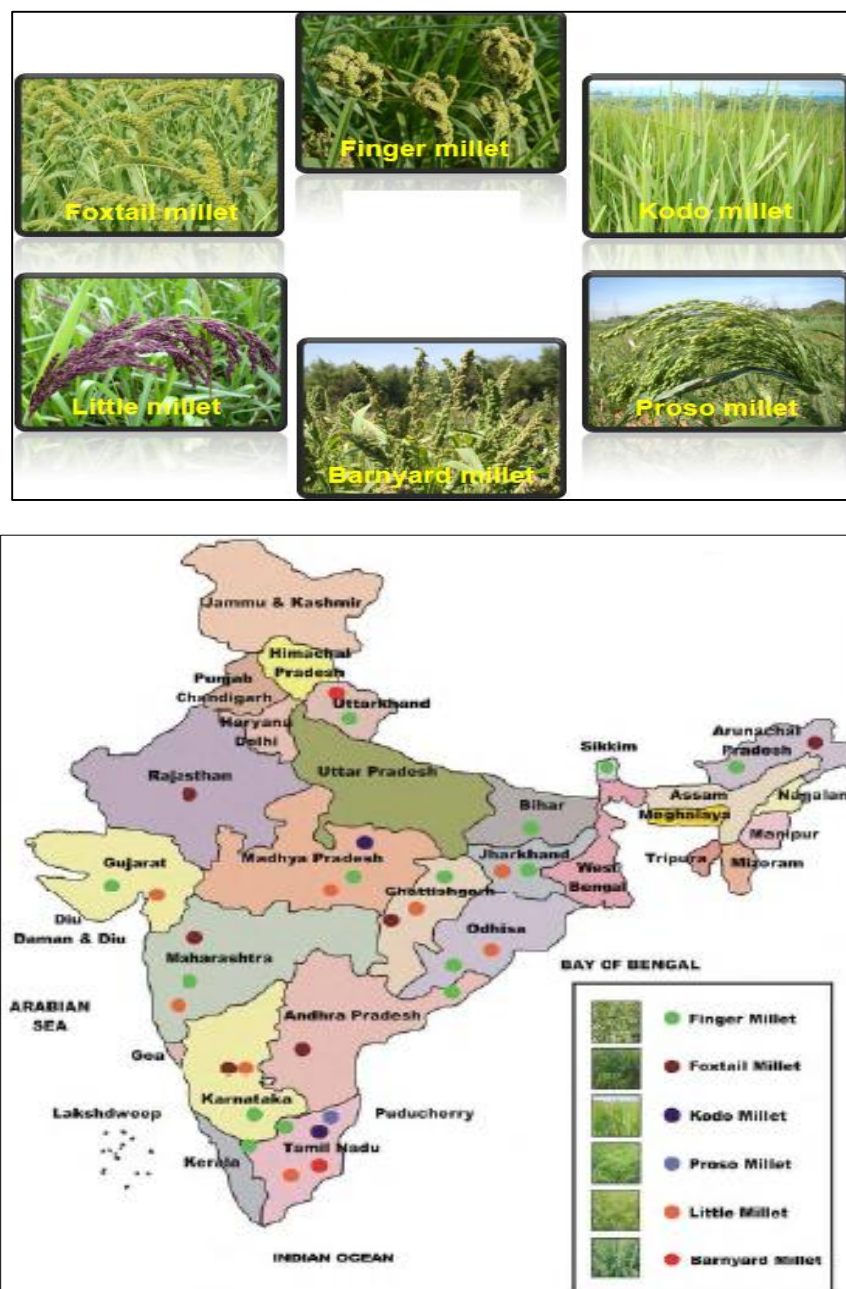 Finger millet
Foxtail millet
Kodo millet
Little millet
Proso millet
Barnyard millet
Jammu & Kashmir
Himachal
Pradesh
Punjab
Chandigarh
Uttarkhand
Haryana
Delhi
Sikkim
Arunachal
Pradesh
Rajasthan
Uttar Pradesh
Assam
Nagalan
Bihar
Meghalaya
Manipur
Gujarat
Madhya Pradesh
Jharkhand
West
Bengal
Tripura
Mizoram
Chattishgarh
Diu
Daman & Diu
Odhisa
Maharashtra
BAY OF BENGAL
ARABIAN
SEA
Andhra Pradesh
Goa
Karnataka
Lakshdweep
Puducherry
Tamil Nadu
Kerala
INDIAN OCEAN
Finger Millet
Foxtail Millet
Kodo Millet
Proso Millet
Little Millet
Barnyard Millet